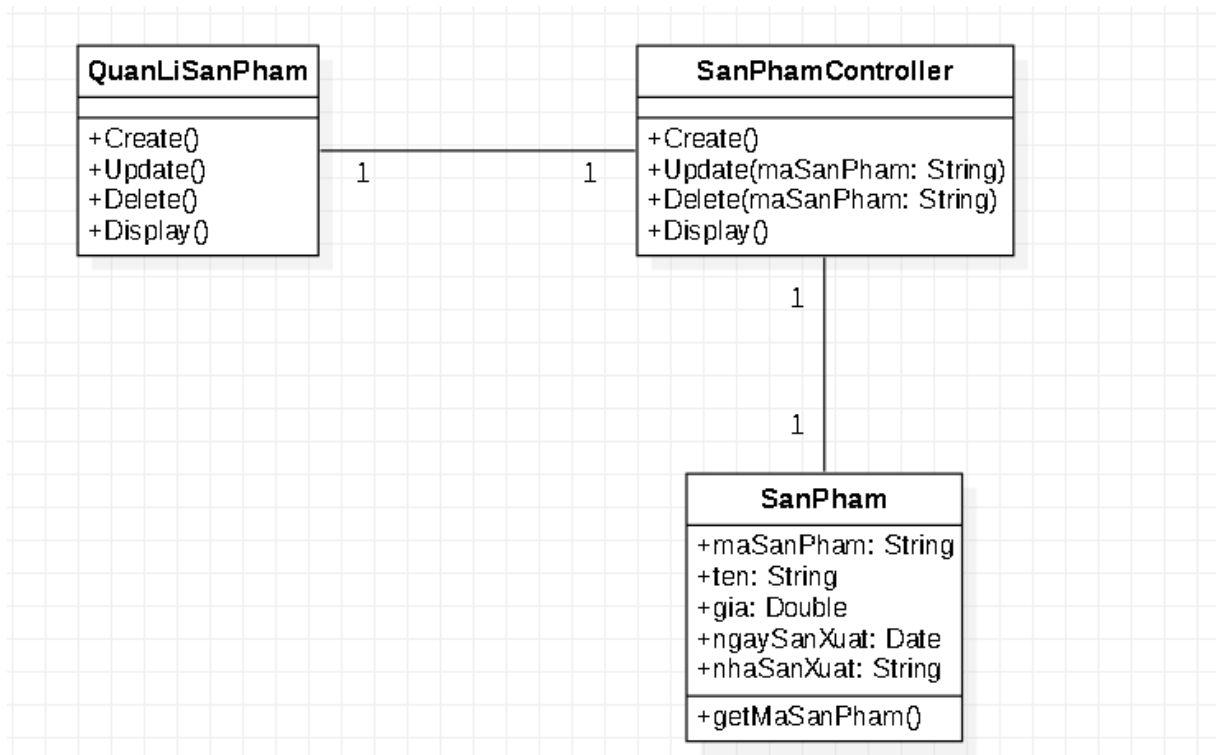 QuanLiSanPham
+Create()
+Update()
+Delete()
+Display()
1
1
SanPhamController
+Create()
+Update(maSanPham: String)
+Delete(maSanPham: String)
+Display()
1
1
SanPham
+maSanPham: String
+ten: String
+gia: Double
+ngaySanXuat: Date
+nhaSanXuat: String
+getMaSanPham()